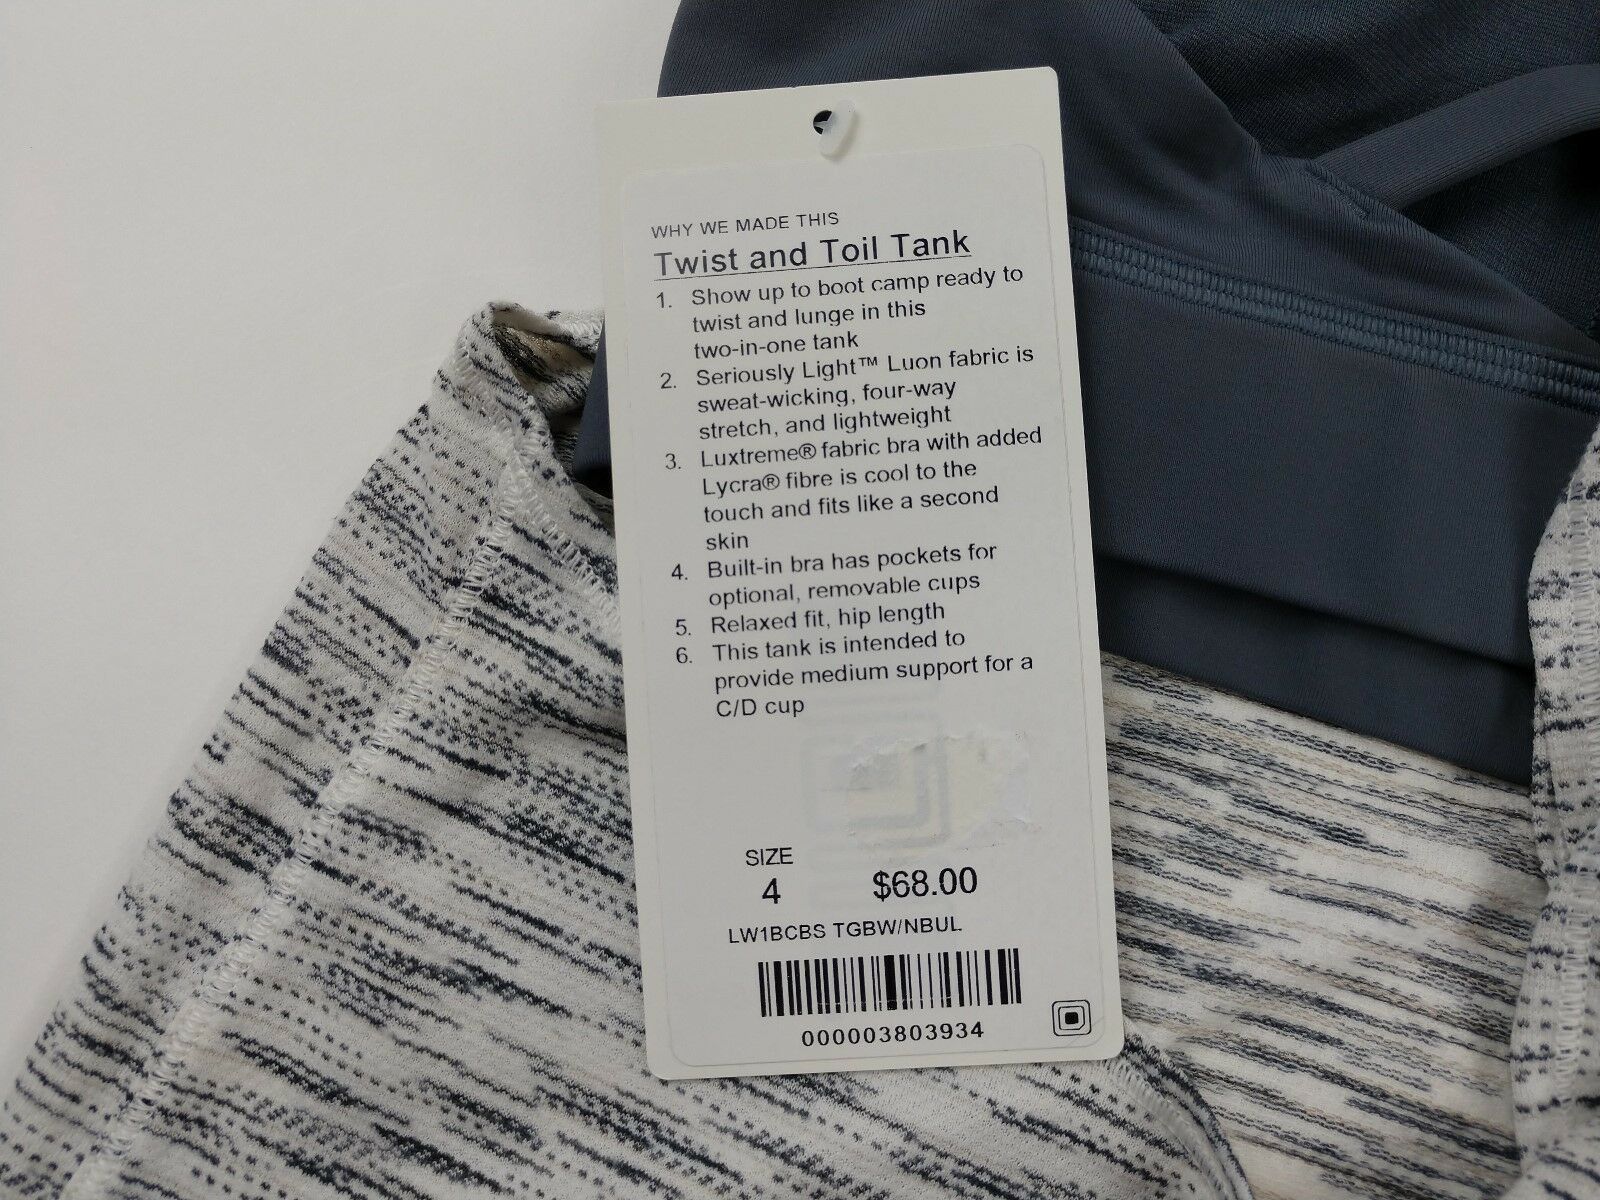 WHY WE MADE THIS
Twist and Toil Tank
1. Show up to boot camp ready to
twist and lunge in this
two-in-one tank
2. Seriously Light™ Luon fabric is
sweat-wicking, four-way
stretch, and lightweight
3. Luxtreme® fabric bra with added
Lycra® fibre is cool to the
touch and fits like a second
skin
4. Built-in bra has pockets for
optional, removable cups
5. Relaxed fit, hip length
6. This tank is intended to
provide medium support for a
C/D cup
SIZE
4 $68.00
LW1BCBS TGBW/NBUL
000003803934